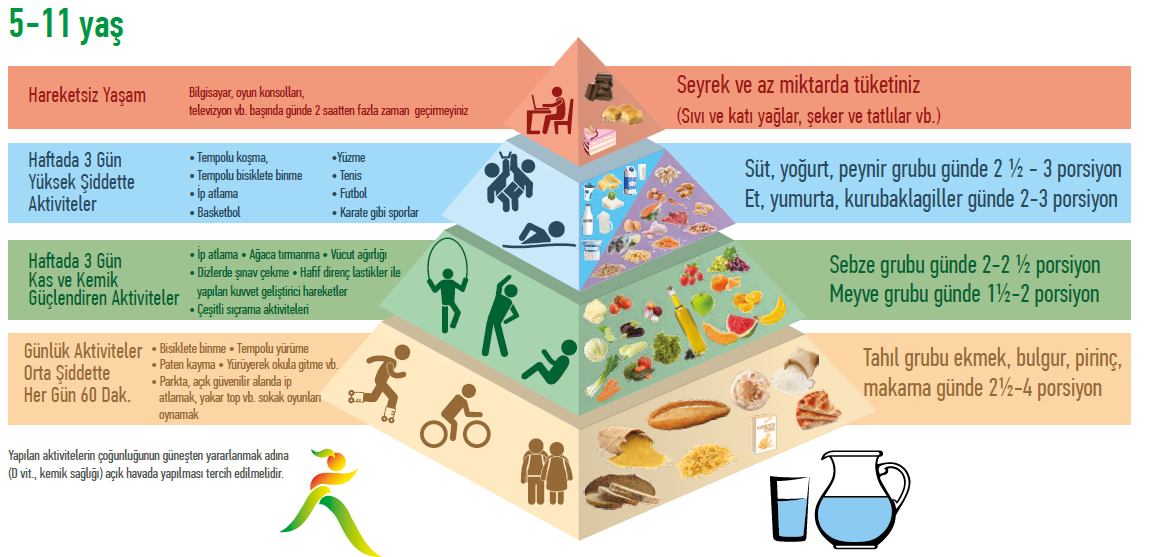 5-11 yaş
Hareketsiz Yaşam
Bilgisayar, oyun konsolları,
televizyon vb. başında günde 2 saatten fazla zaman geçirmeyiniz
Seyrek ve az miktarda tüketiniz
(Sıvı ve katı yağlar, şeker ve tatlılar vb.)
Haftada 3 Gün
Yüksek Şiddette
Aktiviteler
• Tempolu koşma,
• Tempolu bisiklete binme
• İp atlama
• Basketbol
•Yüzme
• Tenis
• Futbol
• Karate gibi sporlar
Süt, yoğurt, peynir grubu günde 2 ½ - 3 porsiyon
Et, yumurta, kurubaklagiller günde 2-3 porsiyon
Haftada 3 Gün
Kas ve Kemik
Güçlendiren Aktiviteler
• İp atlama • Ağaca tırmanma • Vücut ağırlığı
• Dizlerde şınav çekme • Hafif direnç lastikler ile
yapılan kuvvet geliştirici hareketler
• Çeşitli sıçrama aktiviteleri
Sebze grubu günde 2-2 ½ porsiyon
Meyve grubu günde 1½-2 porsiyon
Günlük Aktiviteler
Orta Şiddette
Her Gün 60 Dak.
• Bisiklete binme • Tempolu yürüme
• Paten kayma • Yürüyerek okula gitme vb.
• Parkta, açık güvenilir alanda ip
atlamak, yakar top vb. sokak oyunları
oynamak
Tahıl grubu ekmek, bulgur, pirinç,
makarna günde 2½-4 porsiyon
Yapılan aktivitelerin çoğunluğunun güneşten yararlanmak adına
(D vit., kemik sağlığı) açık havada yapılması tercih edilmelidir.